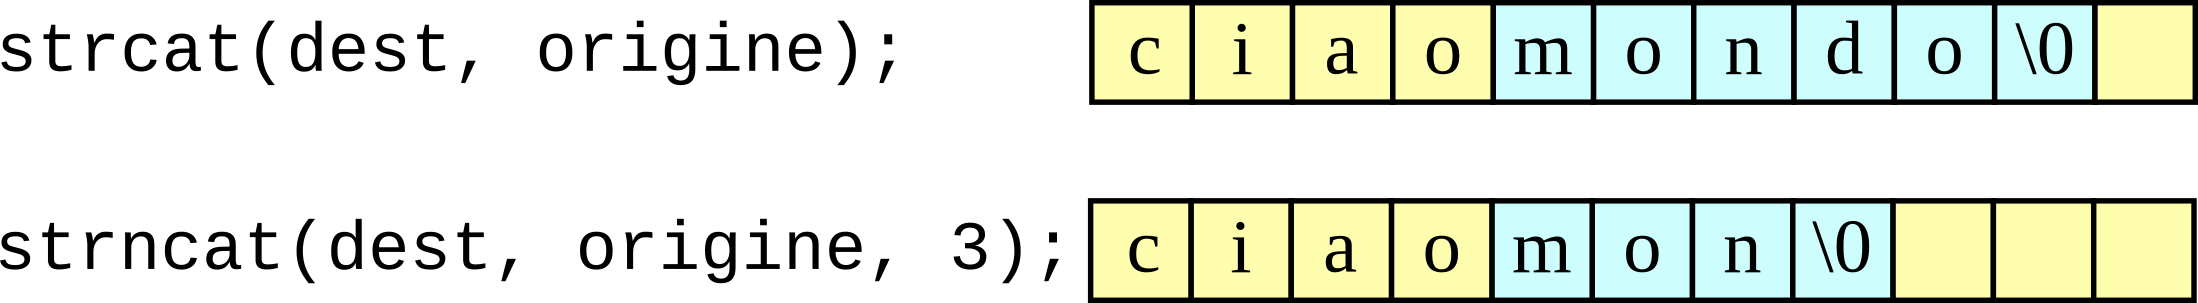 strcat(dest, origine); c i a o m o n d o \0
strncat(dest, origine, 3); c i a o m o n \0